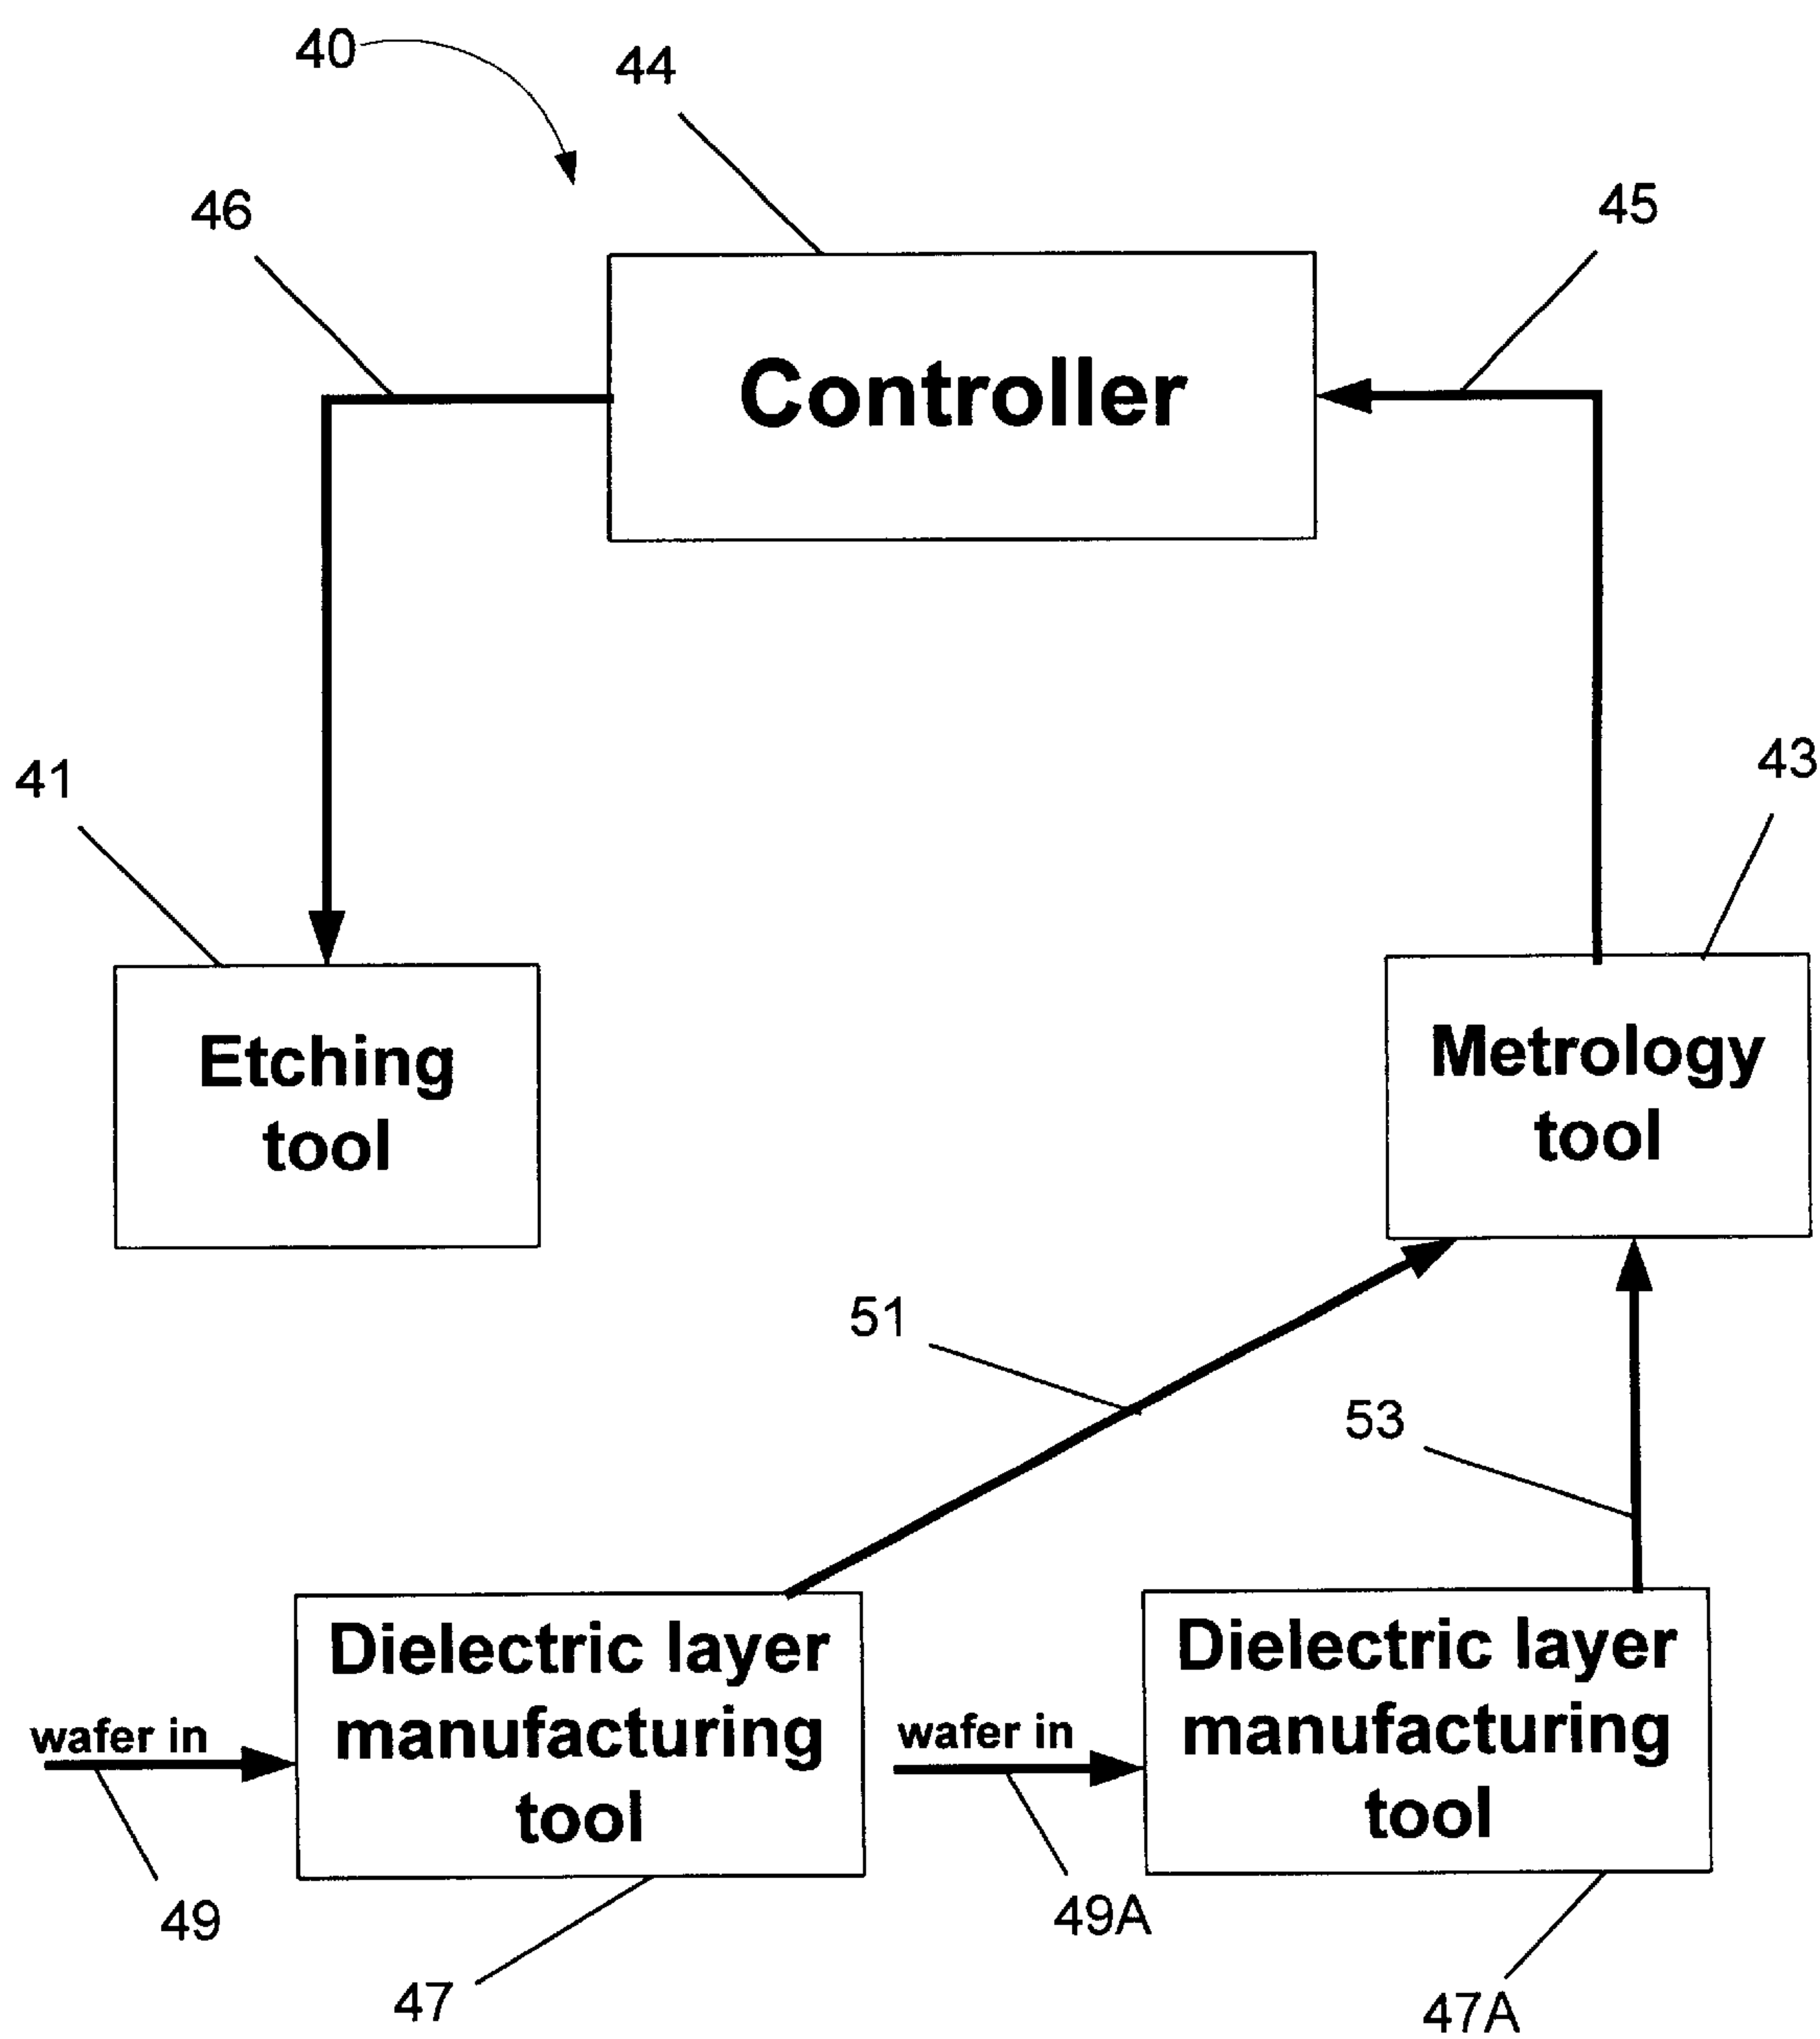 40
44
46
45
Controller
41
43
Etching
tool
Metrology
tool
51
53
Dielectric layer
manufacturing
tool
wafer in
Dielectric layer
manufacturing
tool
wafer in
49
49A
47
47A